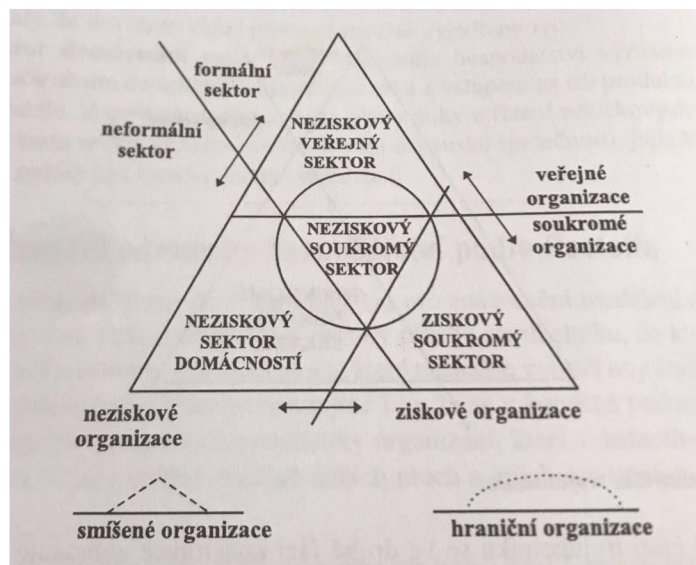 formální
sektor
neformální
sektor
NEZISKOVÝ
VEŘEJNÝ
SEKTOR
veřejné
organizace
soukromé
organizace
NEZISKOVÝ
SOUKROMÝ
SEKTOR
NEZISKOVÝ
SEKTOR
DOMÁCNOSTÍ
ZISKOVÝ
SOUKROMÝ
SEKTOR
neziskové
organizace
ziskové organizace
smíšené organizace
hraniční organizace